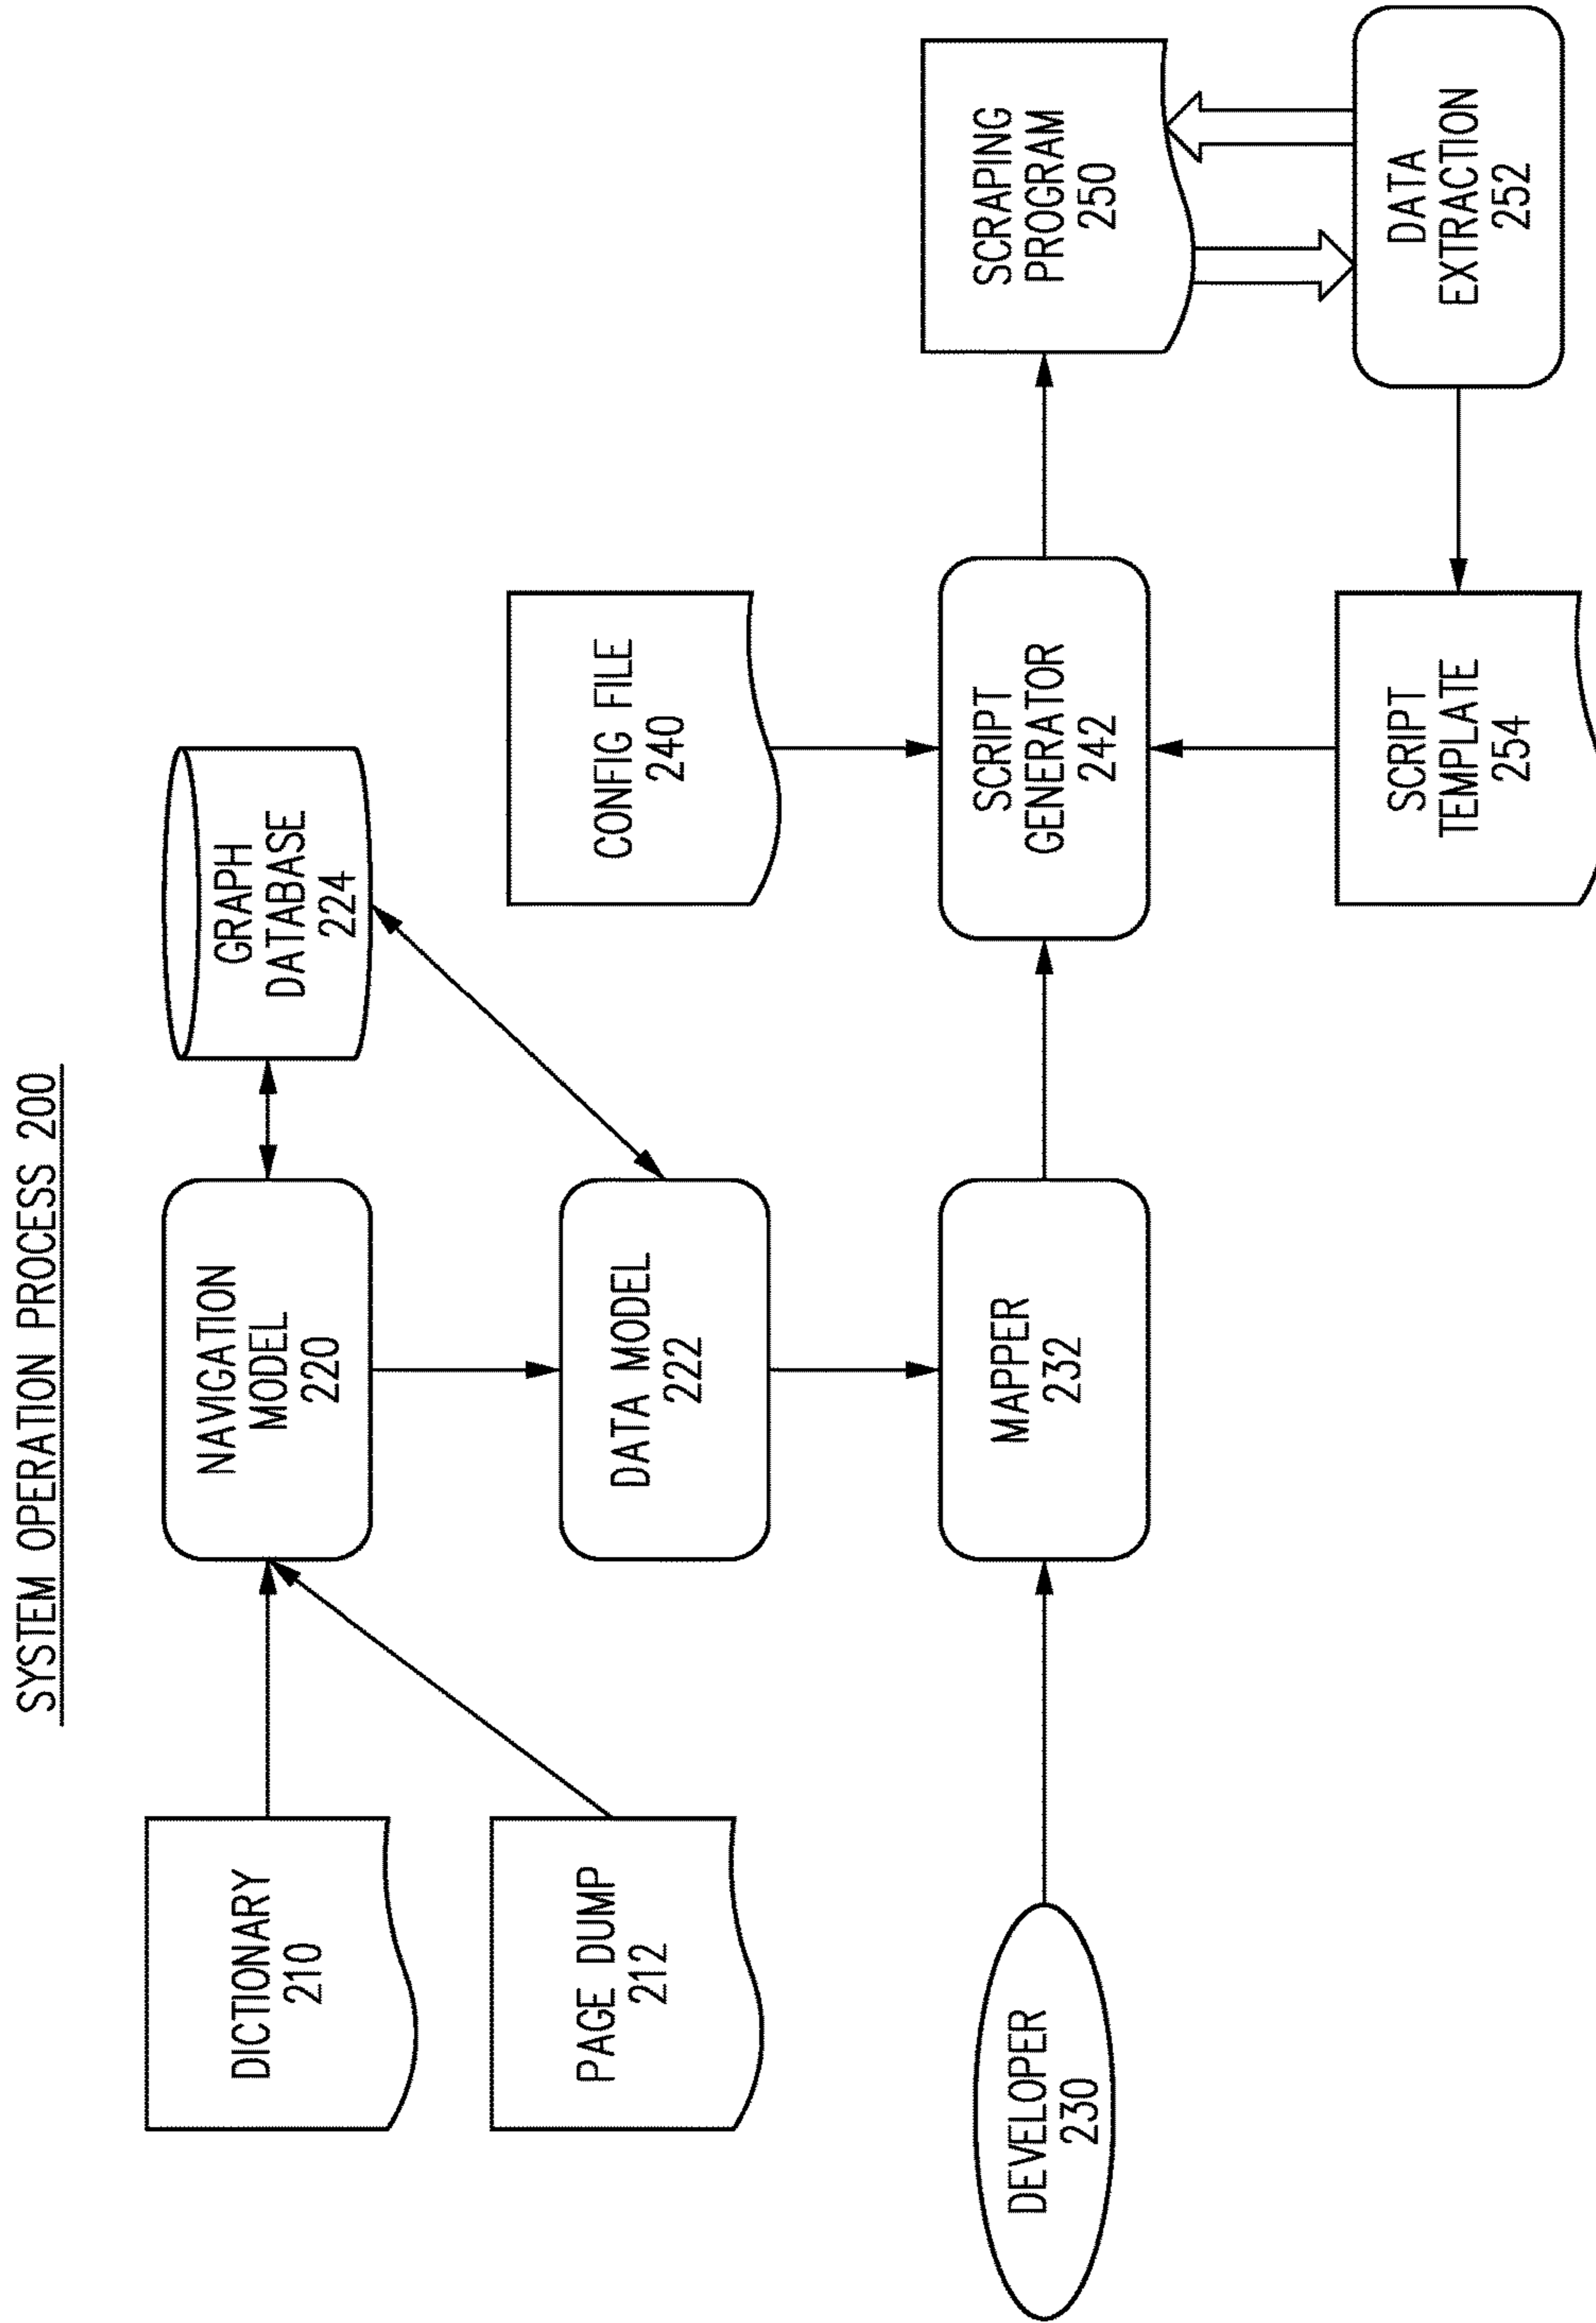 SYSTEM OPERATION PROCESS 200
DICTIONARY
210
NAVIGATION
MODEL
220
GRAPH
DATABASE
224
PAGE DUMP
212
DATA MODEL
222
CONFIG FILE
240
DEVELOPER
230
MAPPER
232
SCRIPT
GENERATOR
242
SCRAPING
PROGRAM
250
SCRIPT
TEMPLATE
254
DATA
EXTRACTION
252